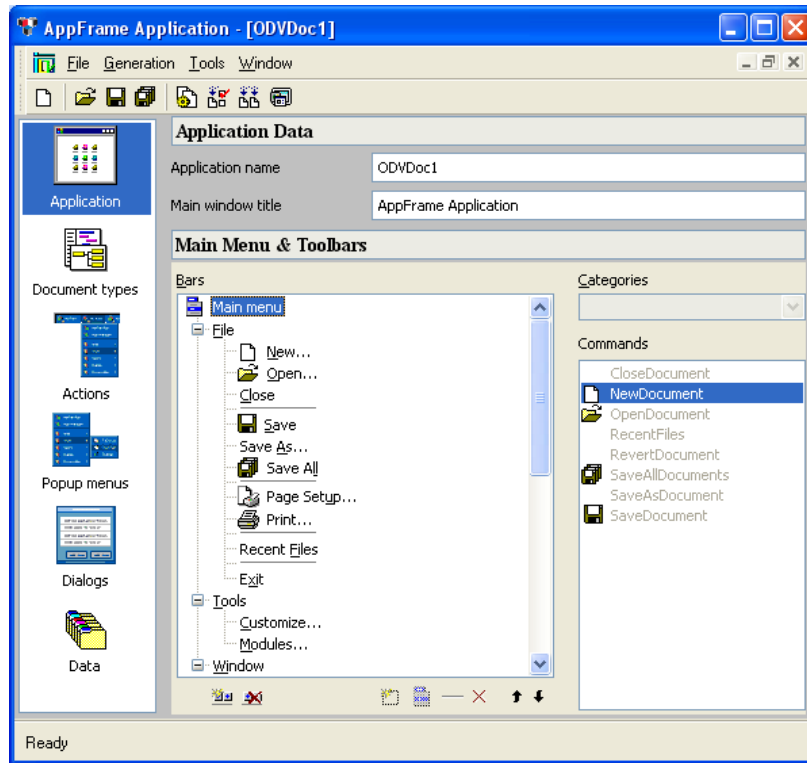 AppFrame Application - [ODVDoc1]
File Generation Tools Window
Application
Document types
Actions
Popup menus
Dialogs
Data
Application Data
Application name ODVDoc1
Main window title AppFrame Application
Main Menu & Toolbars
Bars
Main menu
File
New...
Open...
Close
Save
Save As...
Save All
Page Setup...
Print...
Recent Files
Exit
Tools
Customize...
Modules...
Window
Categories
Commands
CloseDocument
NewDocument
OpenDocument
RecentFiles
RevertDocument
SaveAllDocuments
SaveAsDocument
SaveDocument
Ready